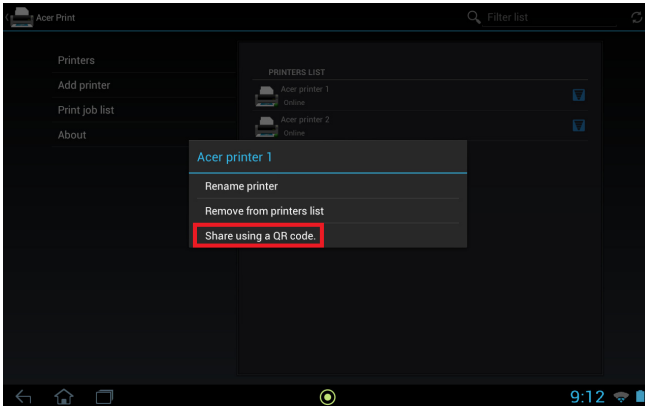 Acer Print
Filter list
Printers
Add printer
Print job list
About
PRINTERS LIST
Acer printer 1
Online
Acer printer 2
Online
Acer printer 1
Rename printer
Remove from printers list
Share using a QR code.
9:12